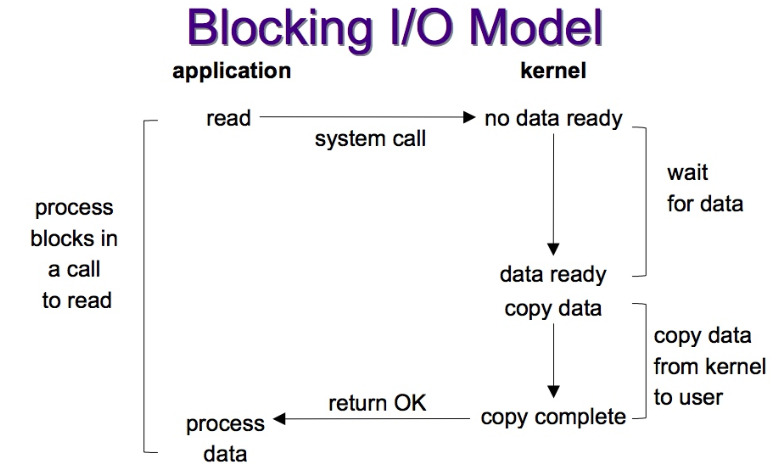 Blocking I/O Model
application
kernel
read
system call
no data ready
wait
for data
process
blocks in
a call
to read
data ready
copy data
copy data
from kernel
to user
return OK
copy complete
process
data